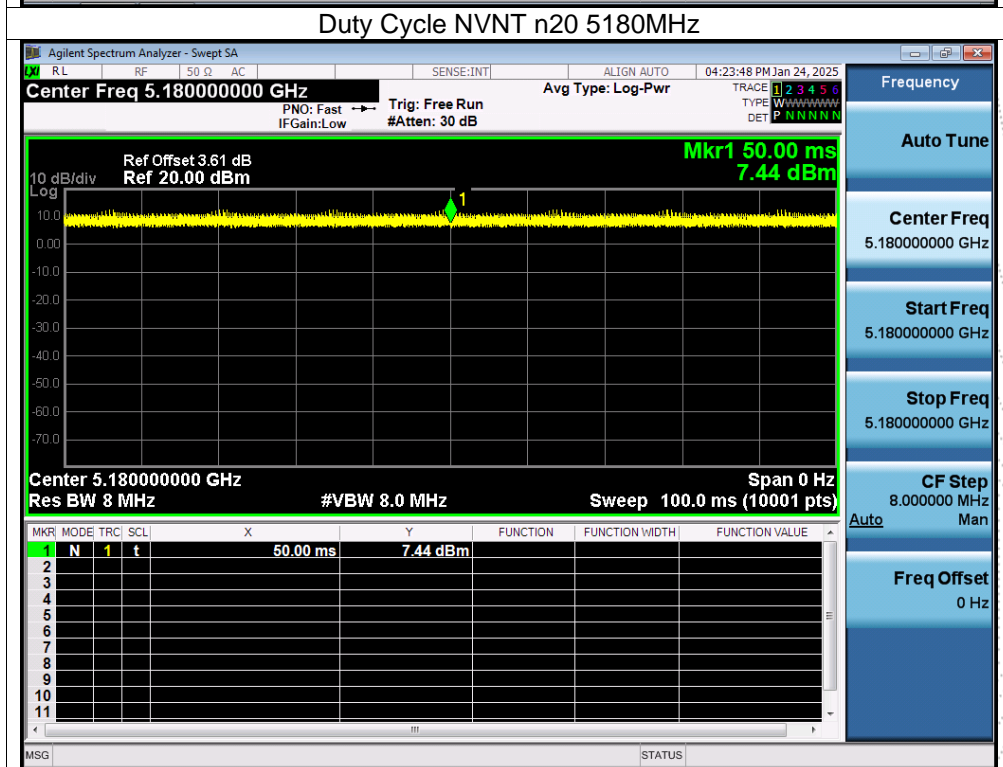 Duty Cycle NVNT n20 5180MHz
Agilent Spectrum Analyzer - Swept SA
LXI RL RF 50 Ω AC SENSE:INT ALIGN AUTO 04:23:48 PM Jan 24, 2025
Center Freq 5.180000000 GHz Avg Type: Log-Pwr TRACE 1 2 3 4 5 6
PNO: Fast Trig: Free Run TYPE WWWWWW
IFGain:Low #Atten: 30 dB DET P N N N N N
Frequency
Mkr1 50.00 ms
Ref Offset 3.61 dB
10 dB/div Ref 20.00 dBm 7.44 dBm
Log
1
10.0
0.00
-10.0
-20.0
-30.0
-40.0
-50.0
-60.0
-70.0
Center 5.180000000 GHz Span 0 Hz
Res BW 8 MHz #VBW 8.0 MHz Sweep 100.0 ms (10001 pts)
MKR MODE TRC SCL X Y FUNCTION FUNCTION WIDTH FUNCTION VALUE
1 N 1 t 50.00 ms 7.44 dBm
2
3
4
5
6
7
8
9
10
11
MSG STATUS
Auto Tune
Center Freq
5.180000000 GHz
Start Freq
5.180000000 GHz
Stop Freq
5.180000000 GHz
CF Step
8.000000 MHz
Auto Man
Freq Offset
0 Hz